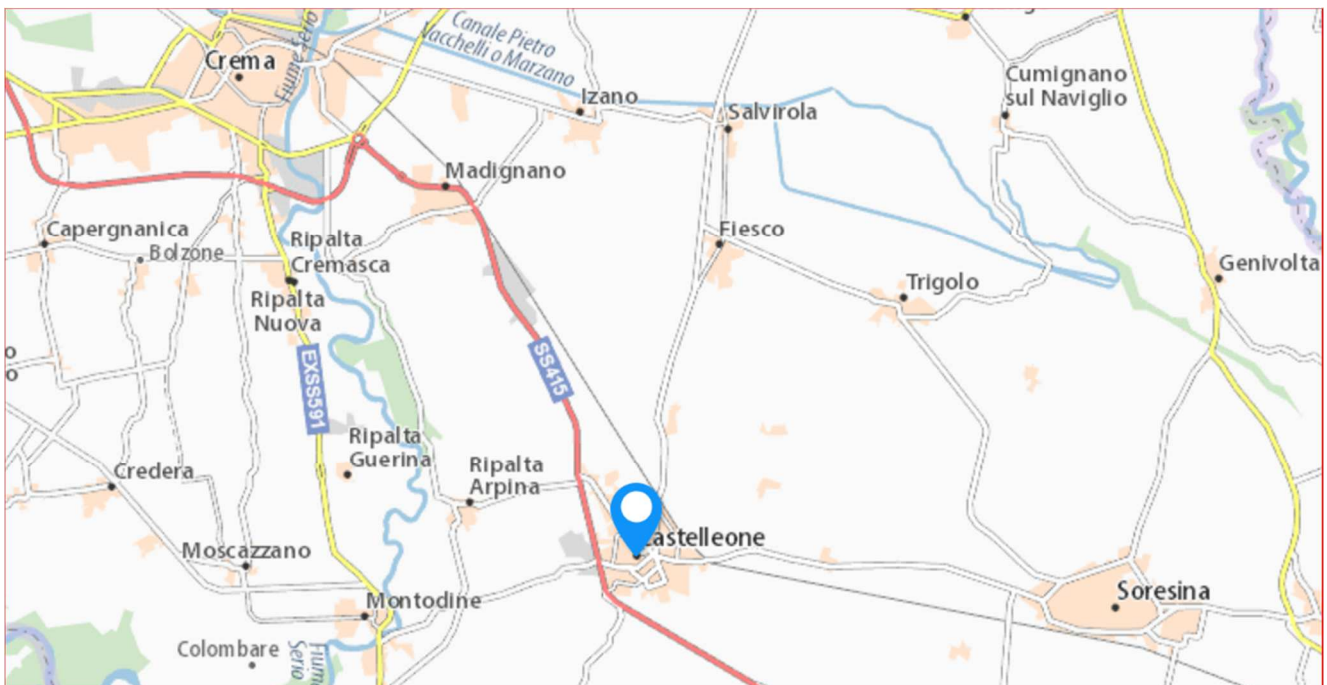 Canale Pietro
Vacchelli o Marzano
Crema
Fiume Serio
Cumignano
sul Naviglio
Izano
Salvirola
Madignano
Capergnanica
Ripalta
Cremasca
Bolzone
Fiesco
Genivolta
Trigolo
Ripalta
Nuova
o
o
SS415
EXSS591
Ripalta
Guerina
Credera
Ripalta
Arpina
Castelleone
Moscazzano
Soresina
Montodine
Colombare
Fiume
Serio